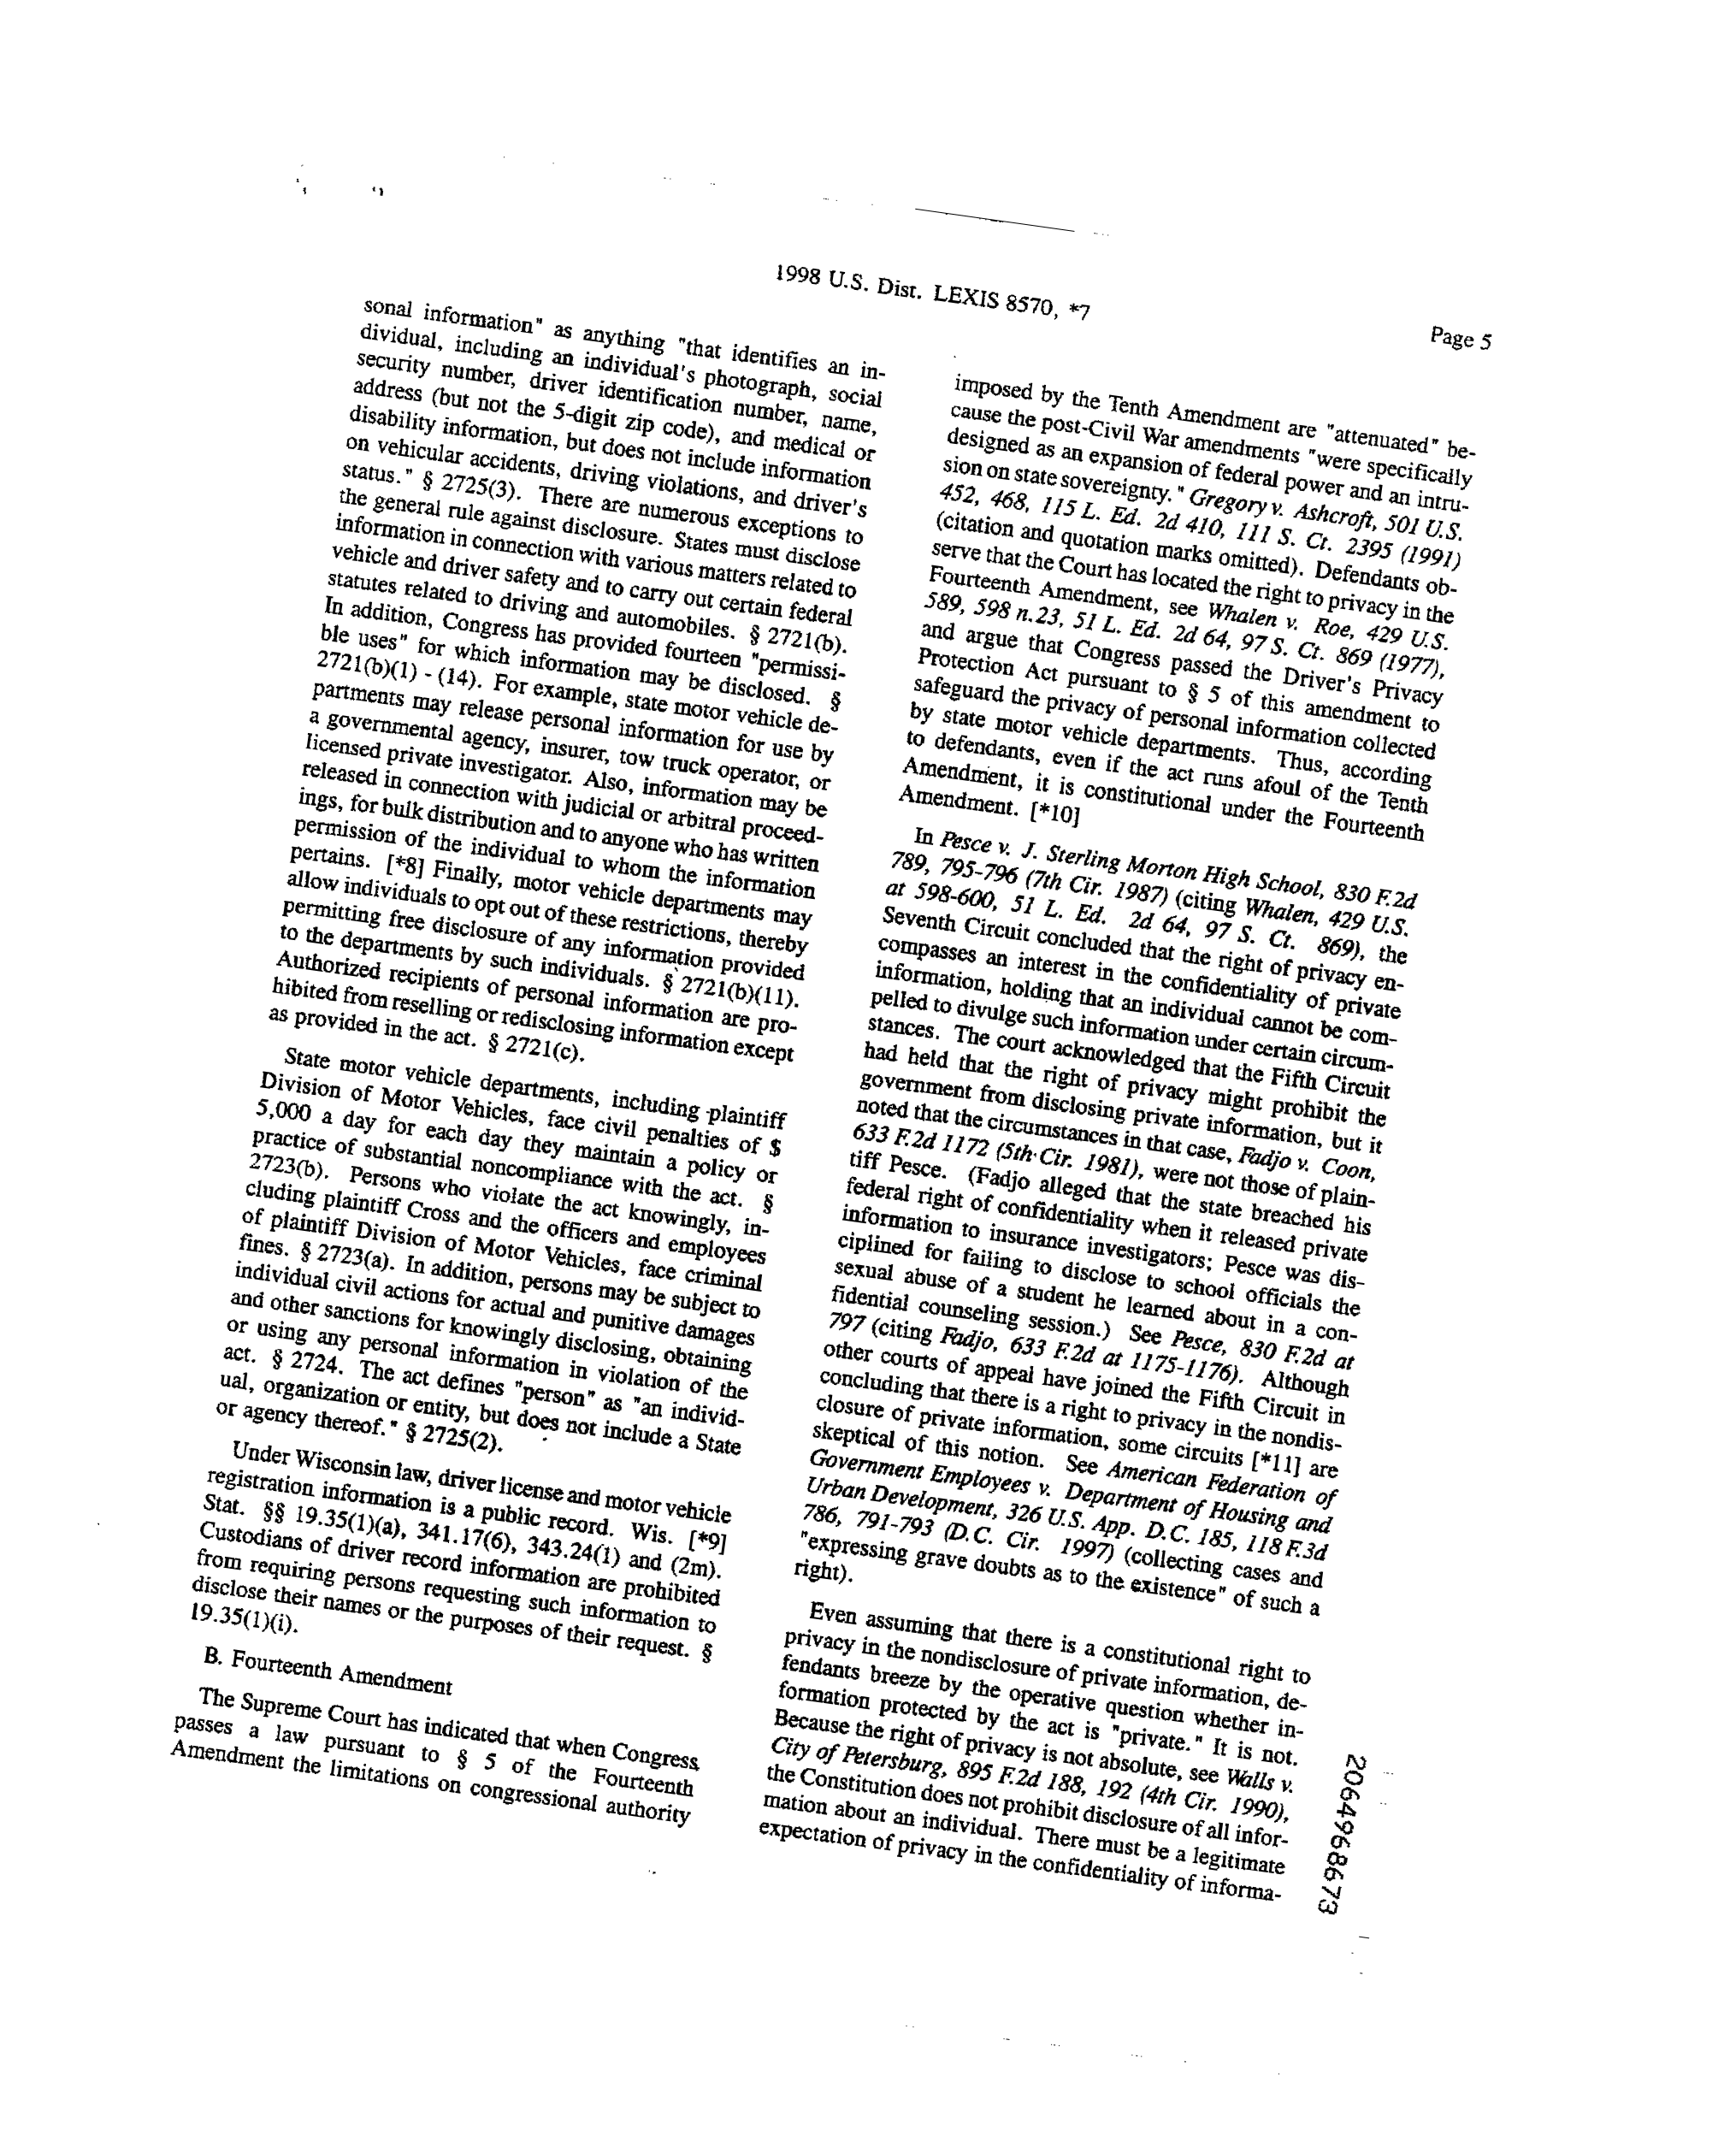 1998 U.S. Dist. LEXIS 8570, *7
Page 5
sonal information" as anything "that identifies an in-
dividual, including an individual's photograph, social
security number, driver identification number, name,
address (but not the 5-digit zip code), and medical or
disability information, but does not include information
on vehicular accidents, driving violations, and driver's
status." § 2725(3). There are numerous exceptions to
the general rule against disclosure. States must disclose
information in connection with various matters related to
vehicle and driver safety and to carry out certain federal
statutes related to driving and automobiles. § 2721(b).
In addition, Congress has provided fourteen "permissi-
ble uses" for which information may be disclosed. §
2721(b)(1) - (14). For example, state motor vehicle de-
partments may release personal information for use by
a governmental agency, insurer, tow truck operator, or
licensed private investigator. Also, information may be
released in connection with judicial or arbitral proceed-
ings, for bulk distribution and to anyone who has written
permission of the individual to whom the information
pertains. [*8] Finally, motor vehicle departments may
allow individuals to opt out of these restrictions, thereby
permitting free disclosure of any information provided
to the departments by such individuals. § 2721(b)(11).
Authorized recipients of personal information are pro-
hibited from reselling or redisclosing information except
as provided in the act. § 2721(c).
State motor vehicle departments, including plaintiff
Division of Motor Vehicles, face civil penalties of $
5,000 a day for each day they maintain a policy or
practice of substantial noncompliance with the act. §
2723(b). Persons who violate the act knowingly, in-
cluding plaintiff Cross and the officers and employees
of plaintiff Division of Motor Vehicles, face criminal
fines. § 2723(a). In addition, persons may be subject to
individual civil actions for actual and punitive damages
and other sanctions for knowingly disclosing, obtaining
or using any personal information in violation of the
act. § 2724. The act defines "person" as "an individ-
ual, organization or entity, but does not include a State
or agency thereof." § 2725(2).
Under Wisconsin law, driver license and motor vehicle
registration information is a public record. Wis. [*9]
Stat. §§ 19.35(1)(a), 341.17(6), 343.24(1) and (2m).
Custodians of driver record information are prohibited
from requiring persons requesting such information to
disclose their names or the purposes of their request. §
19.35(1)(i).
B. Fourteenth Amendment
The Supreme Court has indicated that when Congress
passes a law pursuant to § 5 of the Fourteenth
Amendment the limitations on congressional authority
imposed by the Tenth Amendment are "attenuated" be-
cause the post-Civil War amendments "were specifically
designed as an expansion of federal power and an intru-
sion on state sovereignty." Gregory v. Ashcroft, 501 U.S.
452, 468, 115 L. Ed. 2d 410, 111 S. Ct. 2395 (1991)
(citation and quotation marks omitted). Defendants ob-
serve that the Court has located the right to privacy in the
Fourteenth Amendment, see Whalen v. Roe, 429 U.S.
589, 598 n.23, 51 L. Ed. 2d 64, 97 S. Ct. 869 (1977),
and argue that Congress passed the Driver's Privacy
Protection Act pursuant to § 5 of this amendment to
safeguard the privacy of personal information collected
by state motor vehicle departments. Thus, according
to defendants, even if the act runs afoul of the Tenth
Amendment, it is constitutional under the Fourteenth
Amendment. [*10]
In Pesce v. J. Sterling Morton High School, 830 F.2d
789, 795-796 (7th Cir. 1987) (citing Whalen, 429 U.S.
at 598-600, 51 L. Ed. 2d 64, 97 S. Ct. 869), the
Seventh Circuit concluded that the right of privacy en-
compasses an interest in the confidentiality of private
information, holding that an individual cannot be com-
pelled to divulge such information under certain circum-
stances. The court acknowledged that the Fifth Circuit
had held that the right of privacy might prohibit the
government from disclosing private information, but it
noted that the circumstances in that case, Fadjo v. Coon,
633 F.2d 1172 (5th Cir. 1981), were not those of plain-
tiff Pesce. (Fadjo alleged that the state breached his
federal right of confidentiality when it released private
information to insurance investigators; Pesce was dis-
ciplined for failing to disclose to school officials the
sexual abuse of a student he learned about in a con-
fidential counseling session.) See Pesce, 830 F.2d at
797 (citing Fadjo, 633 F.2d at 1175-1176). Although
other courts of appeal have joined the Fifth Circuit in
concluding that there is a right to privacy in the nondis-
closure of private information, some circuits [*11] are
skeptical of this notion. See American Federation of
Government Employees v. Department of Housing and
Urban Development, 326 U.S. App. D.C. 185, 118 F.3d
786, 791-793 (D.C. Cir. 1997) (collecting cases and
"expressing grave doubts as to the existence" of such a
right).
Even assuming that there is a constitutional right to
privacy in the nondisclosure of private information, de-
fendants breeze by the operative question whether in-
formation protected by the act is "private." It is not.
Because the right of privacy is not absolute, see Walls v.
City of Petersburg, 895 F.2d 188, 192 (4th Cir. 1990),
the Constitution does not prohibit disclosure of all infor-
mation about an individual. There must be a legitimate
expectation of privacy in the confidentiality of informa-
2064968673